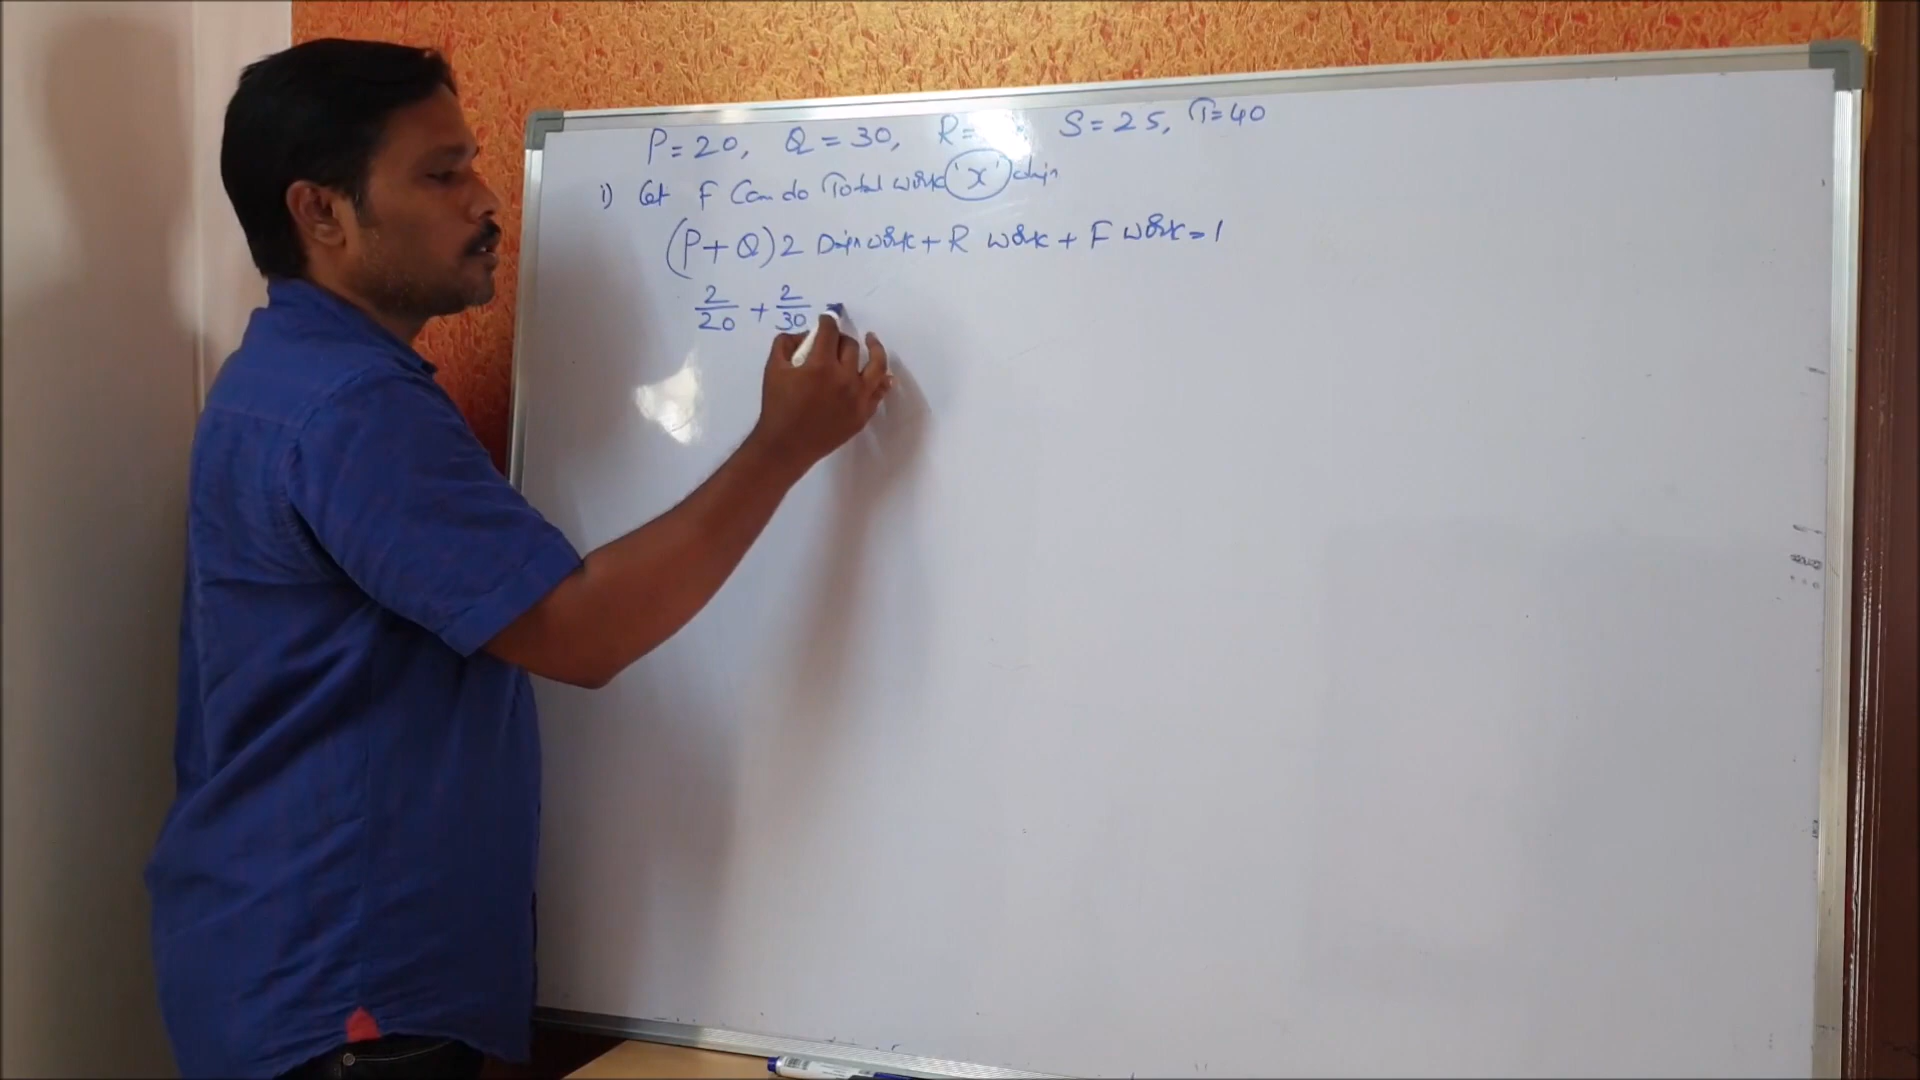 P = 20, Q = 30, R = S = 25, T = 40
i) Let F Can do Total work 'x' days
(P + Q) 2 Days work + R work + F work = 1
2/20 + 2/30